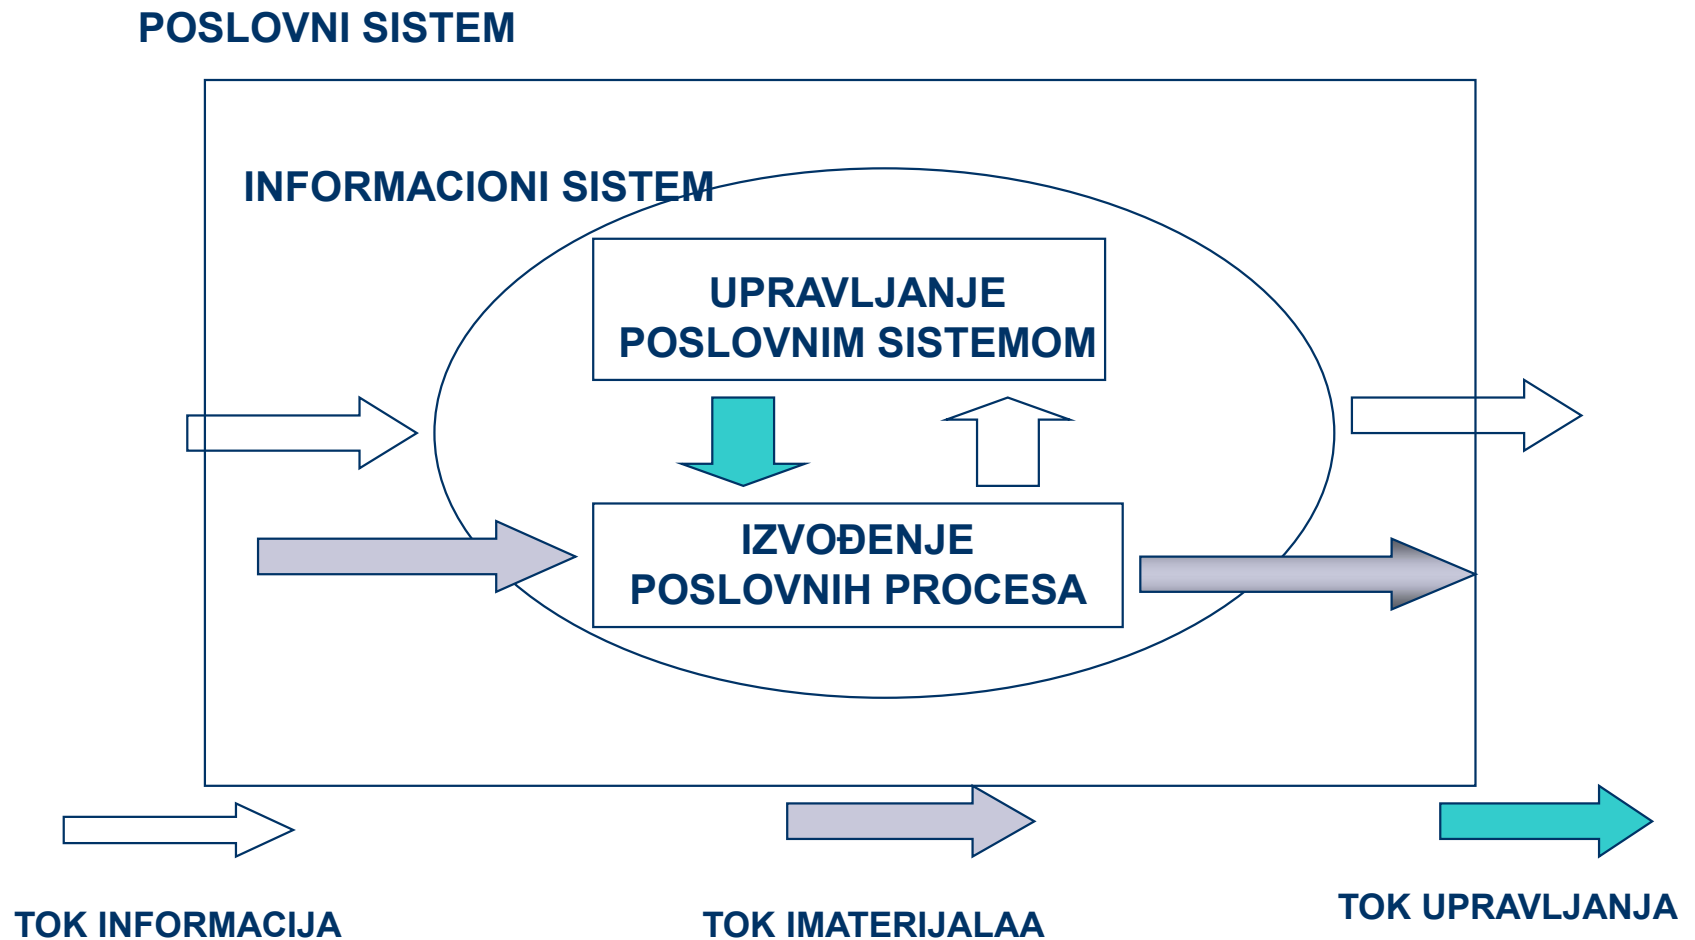 POSLOVNI SISTEM
INFORMACIONI SISTEM
UPRAVLJANJE
POSLOVNIM SISTEMOM
IZVOĐENJE
POSLOVNIH PROCESA
TOK INFORMACIJA
TOK IMATERIJALAA
TOK UPRAVLJANJA